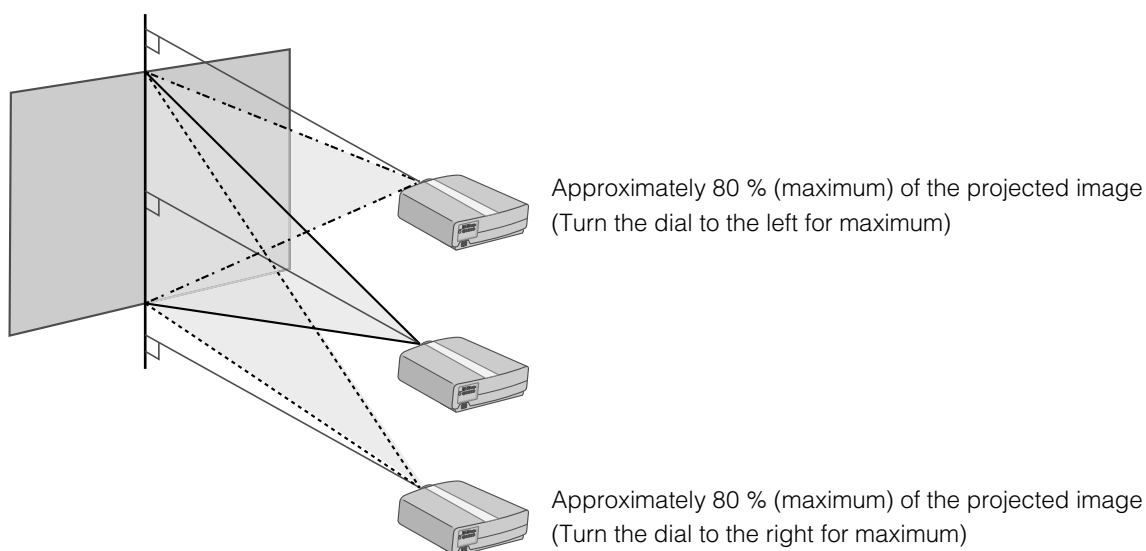 Approximately 80 % (maximum) of the projected image
(Turn the dial to the left for maximum)
Approximately 80 % (maximum) of the projected image
(Turn the dial to the right for maximum)